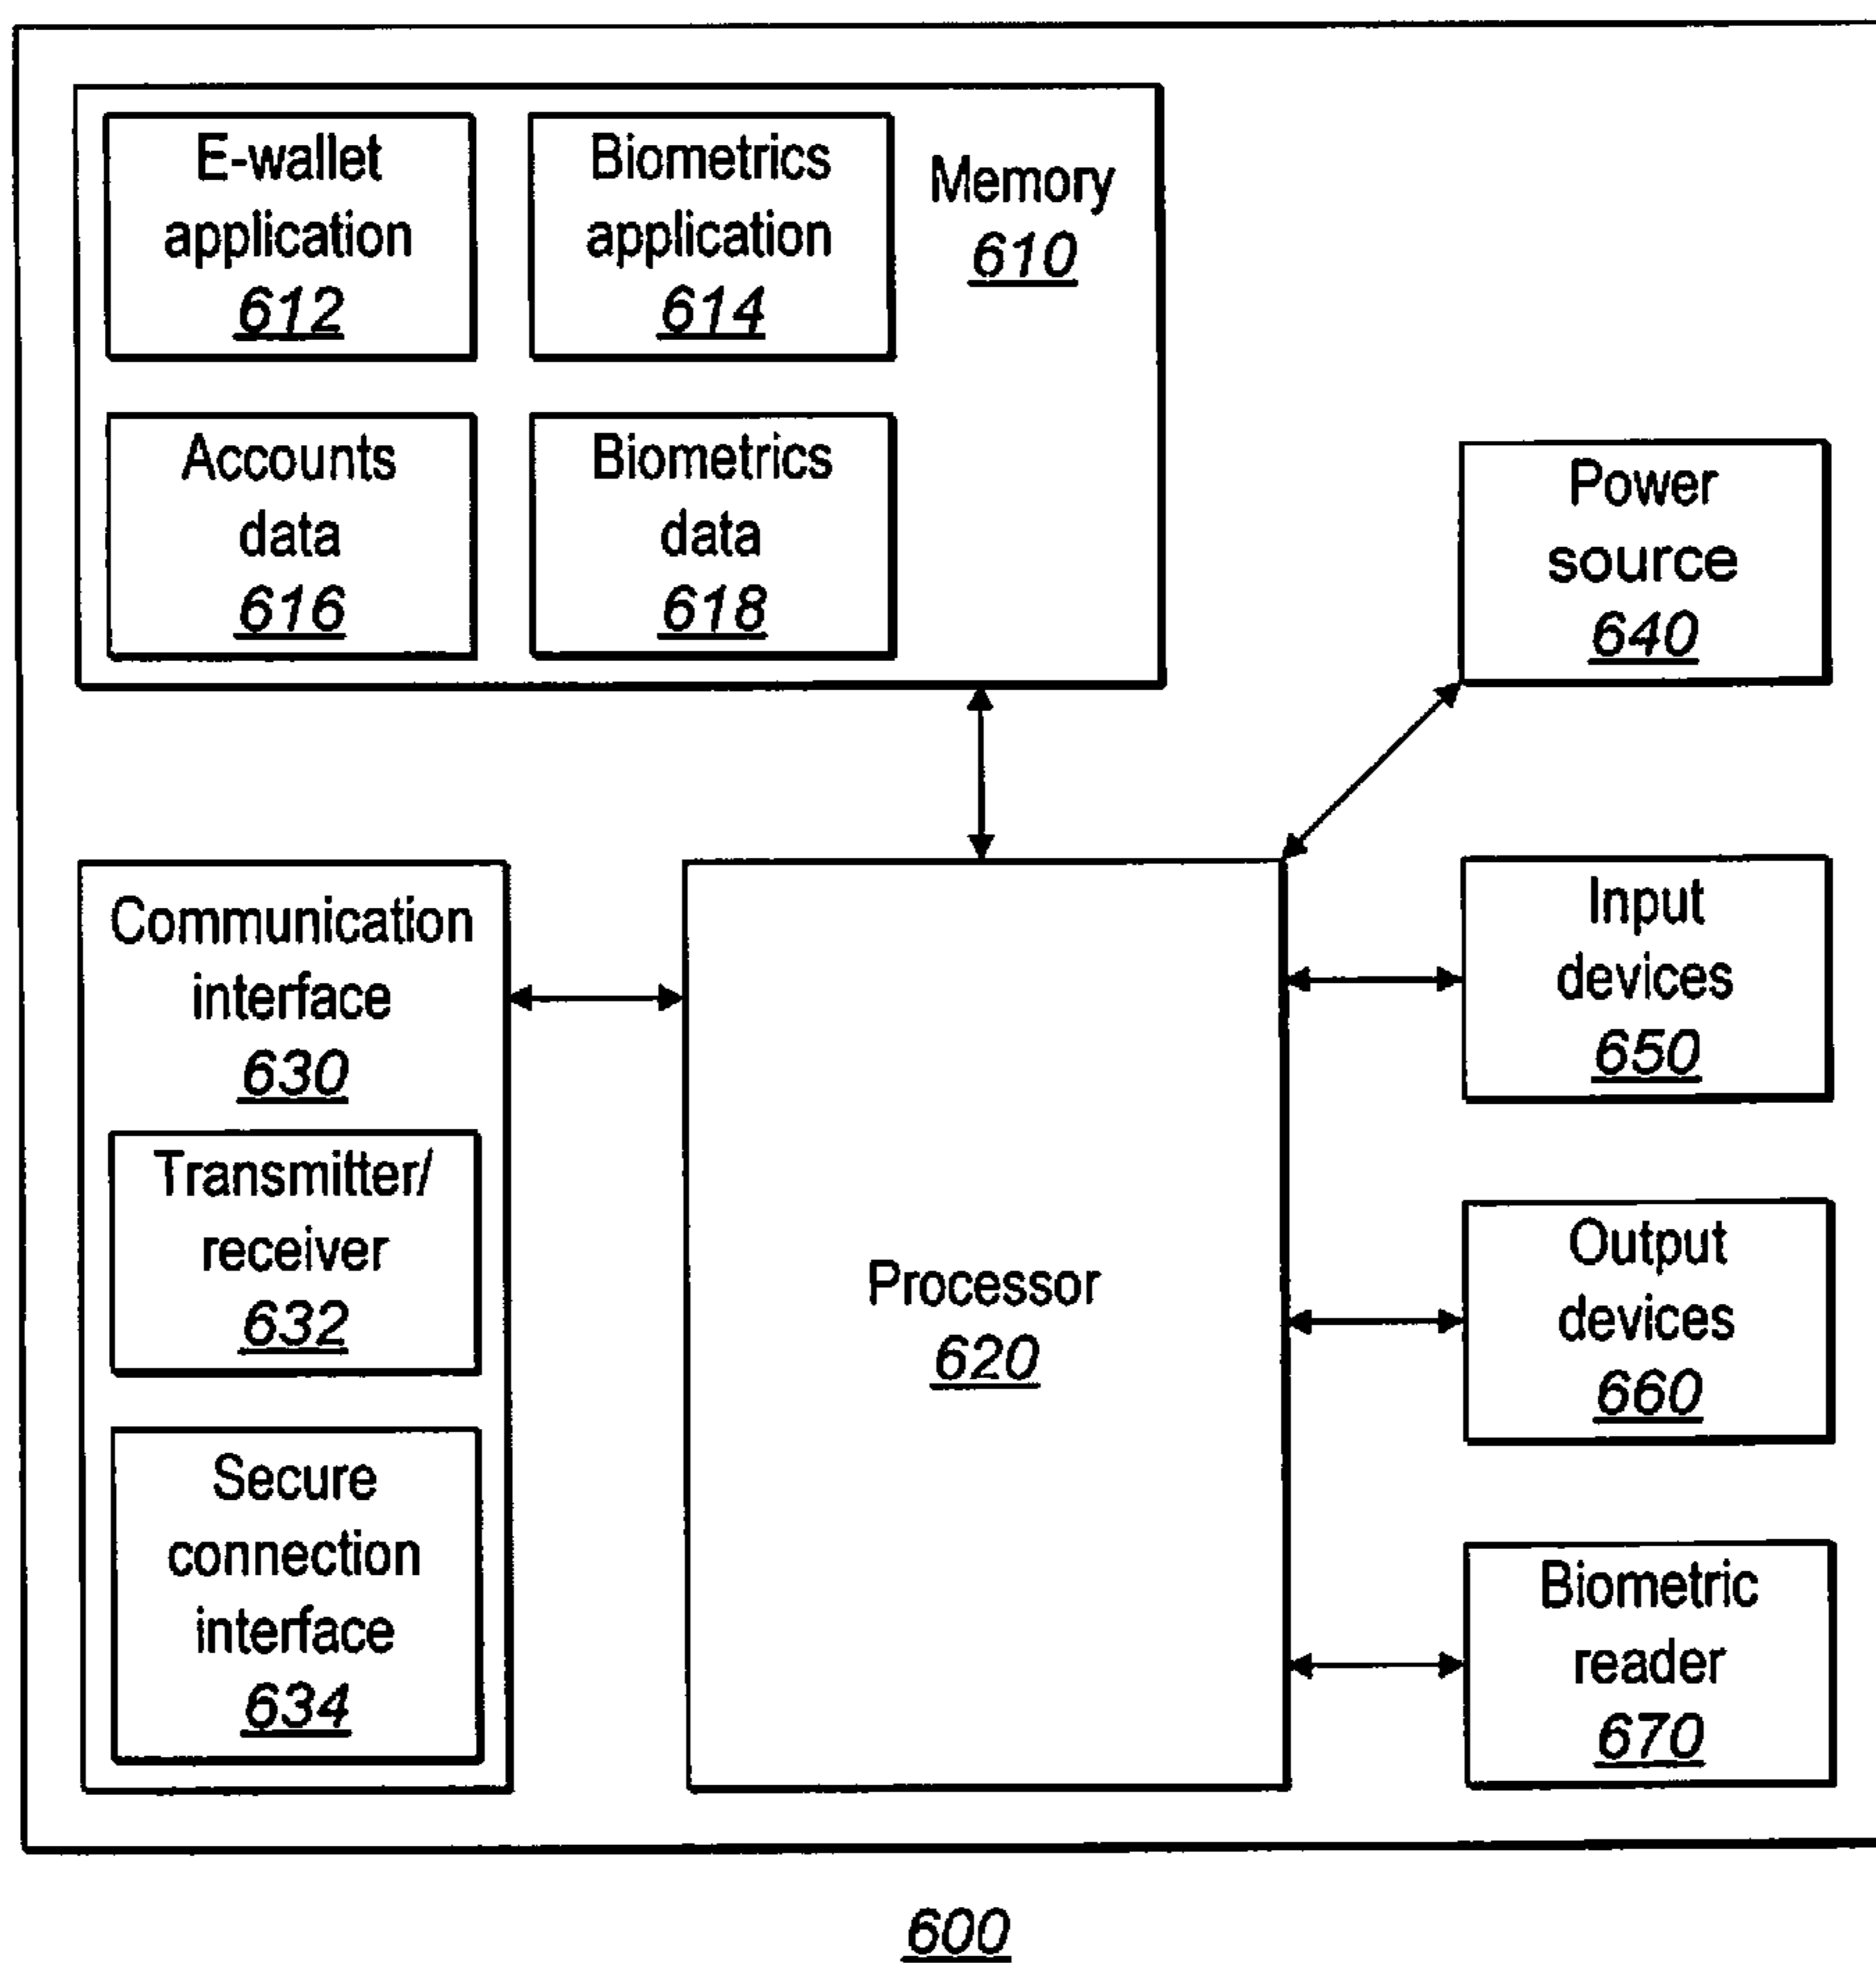 E-wallet
application
612
Biometrics
application
614
Memory
610
Accounts
data
616
Biometrics
data
618
Power
source
640
Communication
interface
630
Transmitter/
receiver
632
Secure
connection
interface
634
Processor
620
Input
devices
650
Output
devices
660
Biometric
reader
670
600